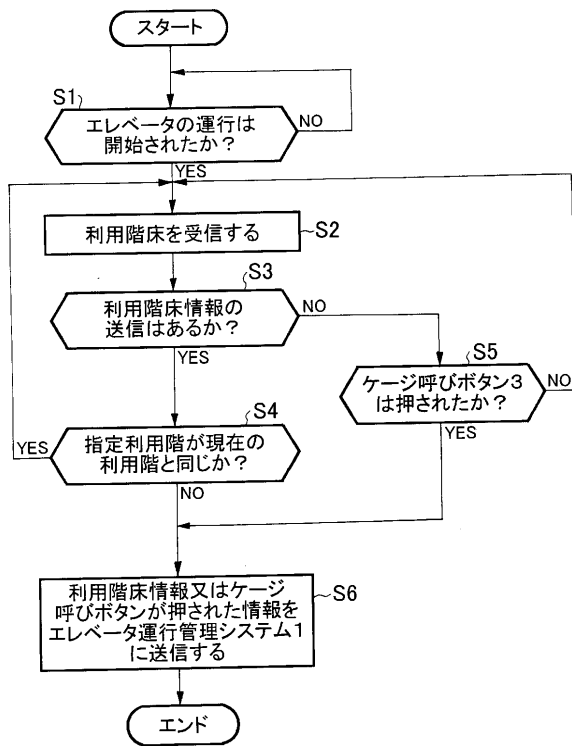 スタート
S1
エレベータの運行は
開始されたか?
NO
YES
利用階床を受信する
S2
S3
利用階床情報の
送信はあるか?
NO
YES
S5
ケージ呼びボタン3
は押されたか?
NO
YES
S4
指定利用階が現在の
利用階と同じか?
YES
NO
利用階床情報又はケージ
呼びボタンが押された情報を
エレベータ運行管理システム1
に送信する
S6
エンド